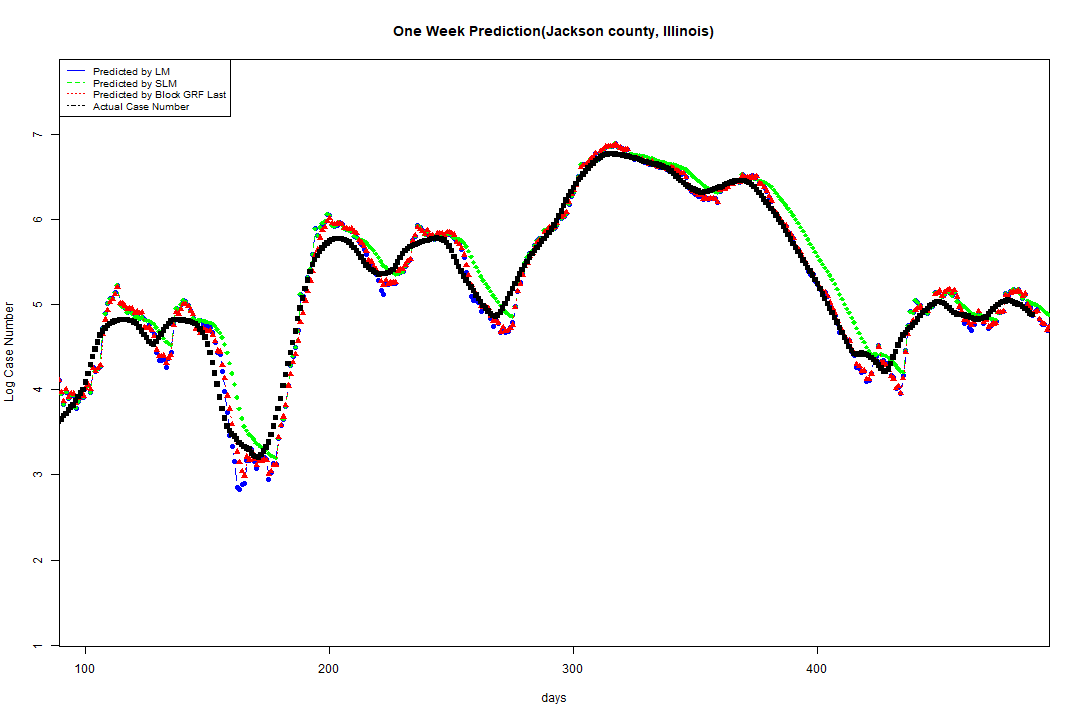 One Week Prediction(Jackson county, Illinois)
Predicted by LM
Predicted by SLM
Predicted by Block GRF Last
Actual Case Number
7
6
5
4
3
2
1
Log Case Number
100 200 300 400
days